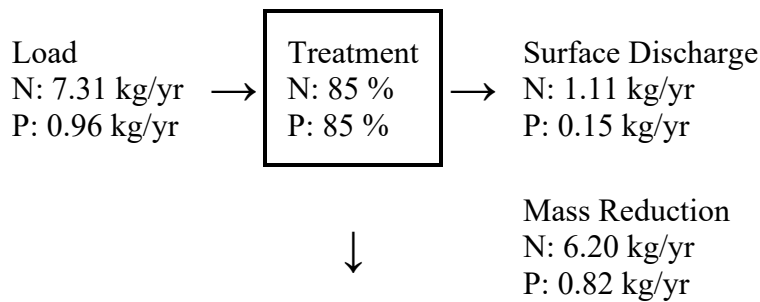 Load
N: 7.31 kg/yr
P: 0.96 kg/yr
→
Treatment
N: 85 %
P: 85 %
→
Surface Discharge
N: 1.11 kg/yr
P: 0.15 kg/yr
↓
Mass Reduction
N: 6.20 kg/yr
P: 0.82 kg/yr